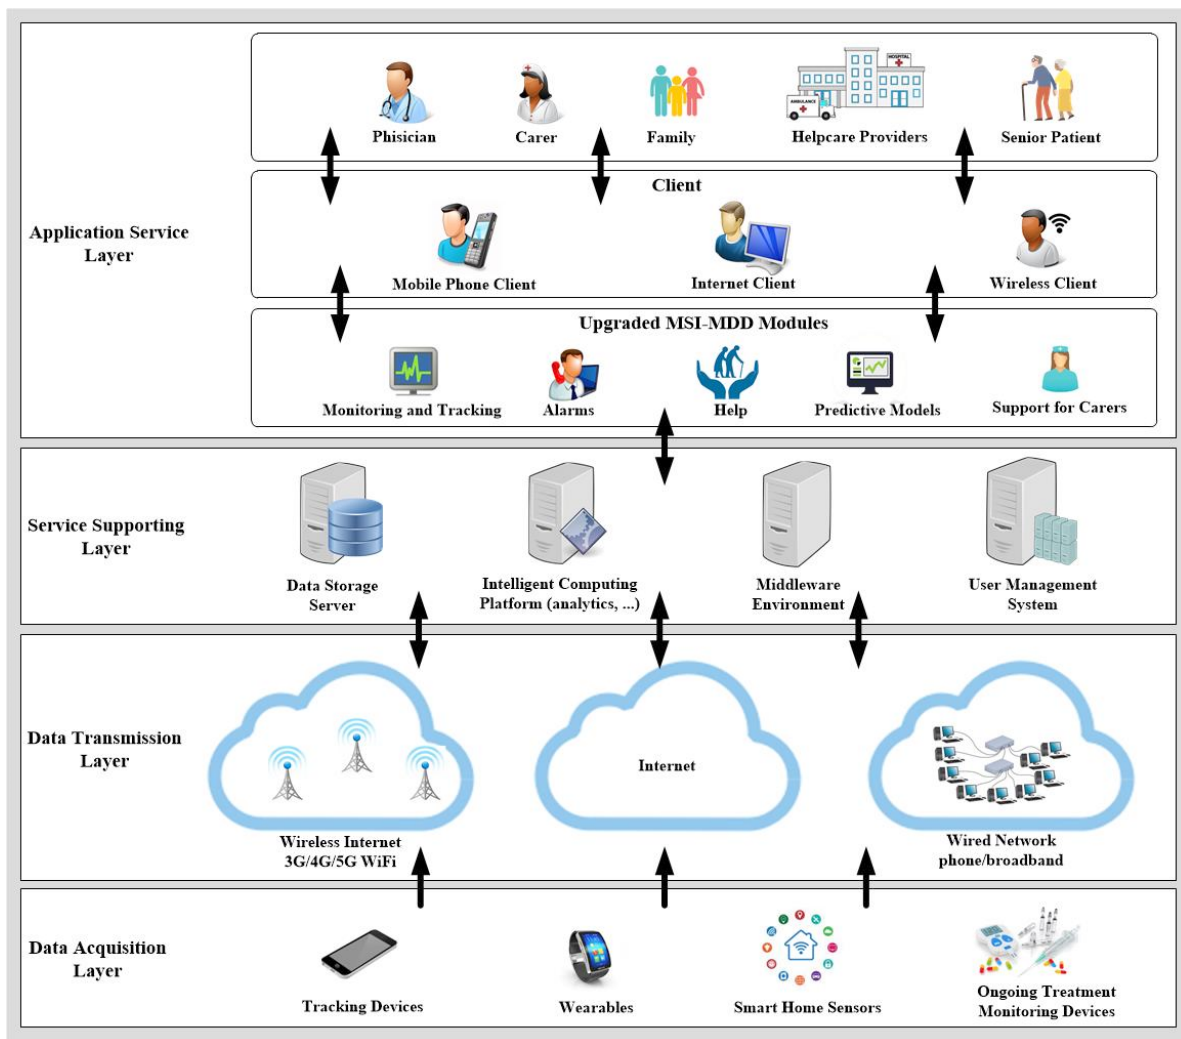 Phisician
Carer
Family
HOSPITAL
AMBULANCE
Helpcare Providers
Senior Patient
Application Service
Layer
Client
Mobile Phone Client
Internet Client
Wireless Client
Upgraded MSI-MDD Modules
Monitoring and Tracking
Alarms
Help
Predictive Models
Support for Carers
Service Supporting
Layer
Data Storage
Server
Intelligent Computing
Platform (analytics, ...)
Middleware
Environment
User Management
System
Data Transmission
Layer
Wireless Internet
3G/4G/5G WiFi
Internet
Wired Network
phone/broadband
Data Acquisition
Layer
Tracking Devices
Wearables
Smart Home Sensors
Ongoing Treatment
Monitoring Devices